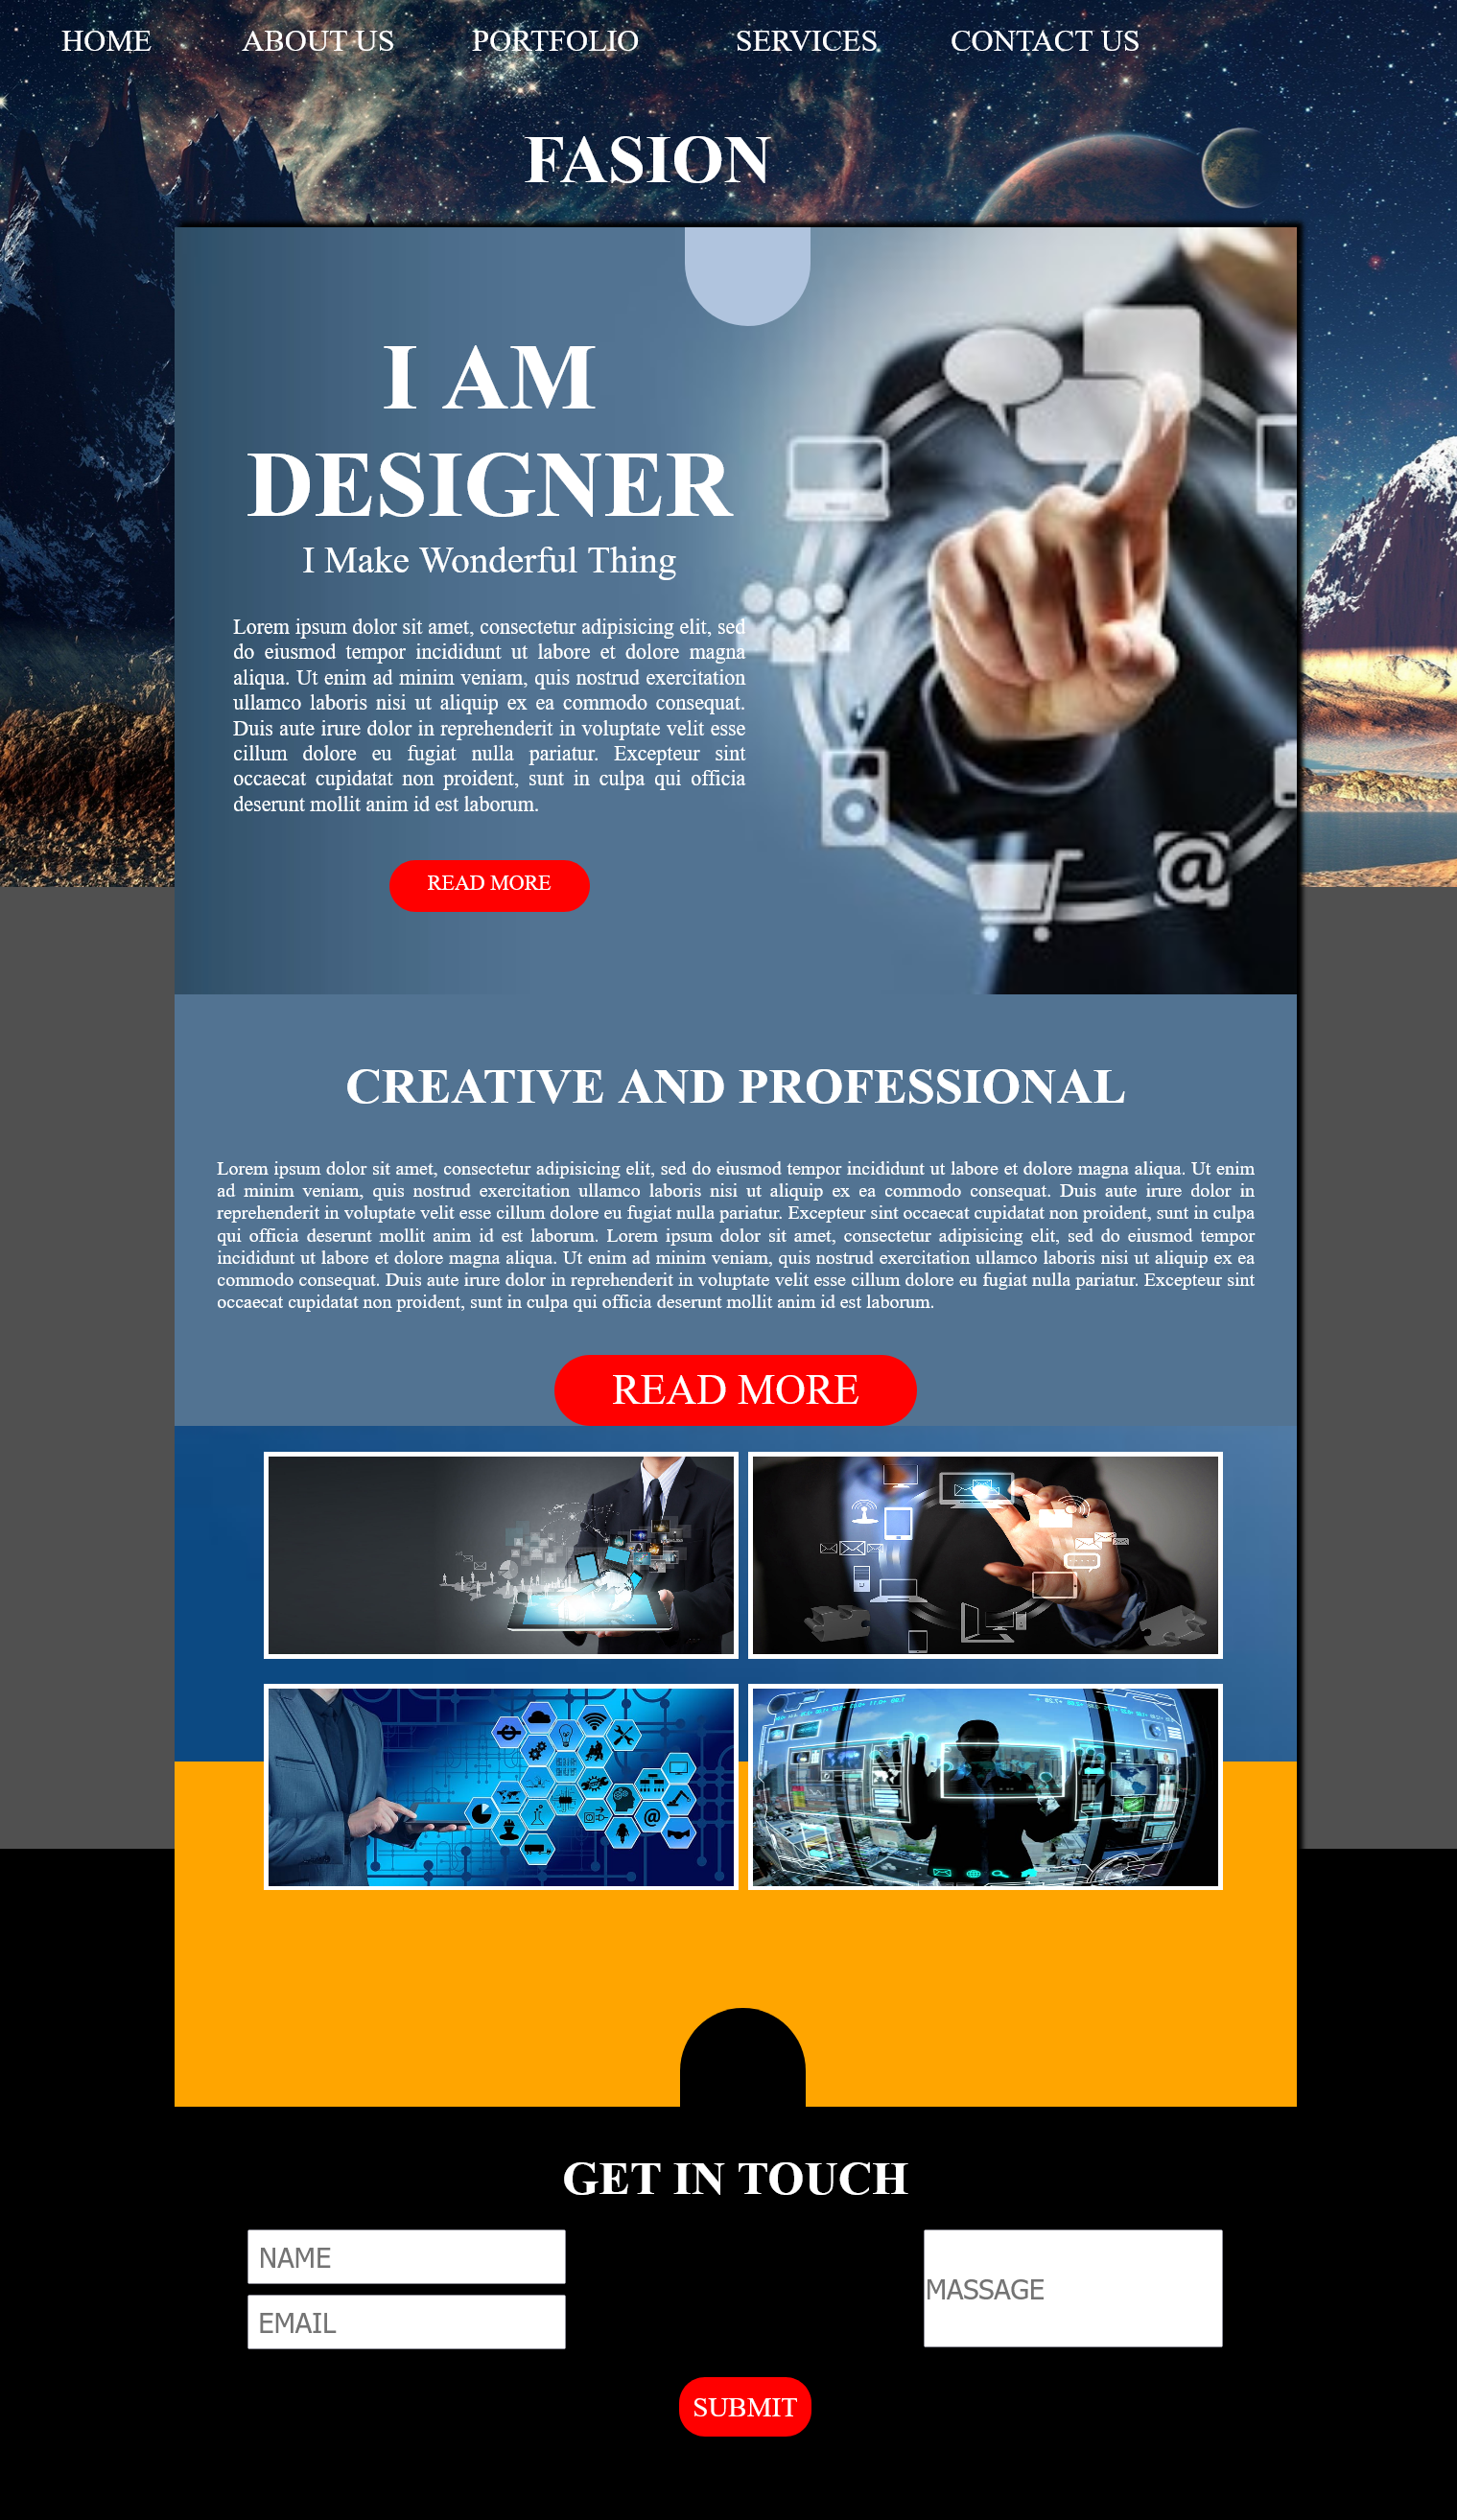 HOME ABOUT US PORTFOLIO SERVICES CONTACT US
FASION
I AM
DESIGNER
I Make Wonderful Thing
Lorem ipsum dolor sit amet, consectetur adipisicing elit, sed
do eiusmod tempor incididunt ut labore et dolore magna
aliqua. Ut enim ad minim veniam, quis nostrud exercitation
ullamco laboris nisi ut aliquip ex ea commodo consequat.
Duis aute irure dolor in reprehenderit in voluptate velit esse
cillum dolore eu fugiat nulla pariatur. Excepteur sint
occaecat cupidatat non proident, sunt in culpa qui officia
deserunt mollit anim id est laborum.
@
READ MORE
CREATIVE AND PROFESSIONAL
Lorem ipsum dolor sit amet, consectetur adipisicing elit, sed do eiusmod tempor incididunt ut labore et dolore magna aliqua. Ut enim
ad minim veniam, quis nostrud exercitation ullamco laboris nisi ut aliquip ex ea commodo consequat. Duis aute irure dolor in
reprehenderit in voluptate velit esse cillum dolore eu fugiat nulla pariatur. Excepteur sint occaecat cupidatat non proident, sunt in culpa
qui officia deserunt mollit anim id est laborum. Lorem ipsum dolor sit amet, consectetur adipisicing elit, sed do eiusmod tempor
incididunt ut labore et dolore magna aliqua. Ut enim ad minim veniam, quis nostrud exercitation ullamco laboris nisi ut aliquip ex ea
commodo consequat. Duis aute irure dolor in reprehenderit in voluptate velit esse cillum dolore eu fugiat nulla pariatur. Excepteur sint
occaecat cupidatat non proident, sunt in culpa qui officia deserunt mollit anim id est laborum.
READ MORE
@
GET IN TOUCH
NAME
EMAIL
MASSAGE
SUBMIT